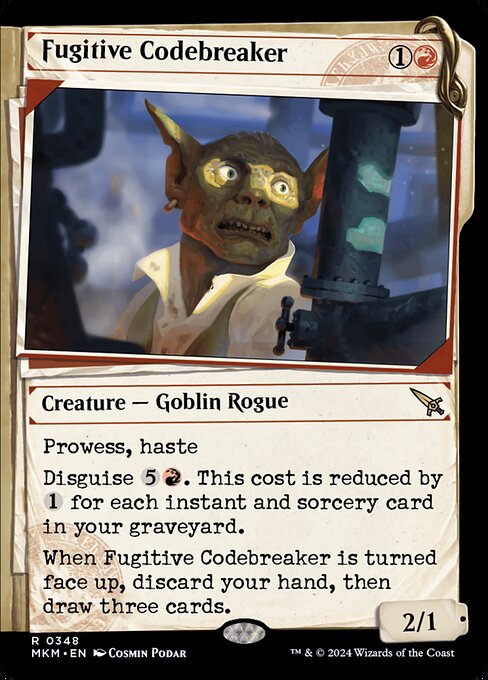 Fugitive Codebreaker 1
Creature — Goblin Rogue
Prowess, haste
Disguise 5. This cost is reduced by
1 for each instant and sorcery card
in your graveyard.
When Fugitive Codebreaker is turned
face up, discard your hand, then
draw three cards.
2/1
R 0348
MKM • EN Cosmin Podar
™ & © 2024 Wizards of the Coast